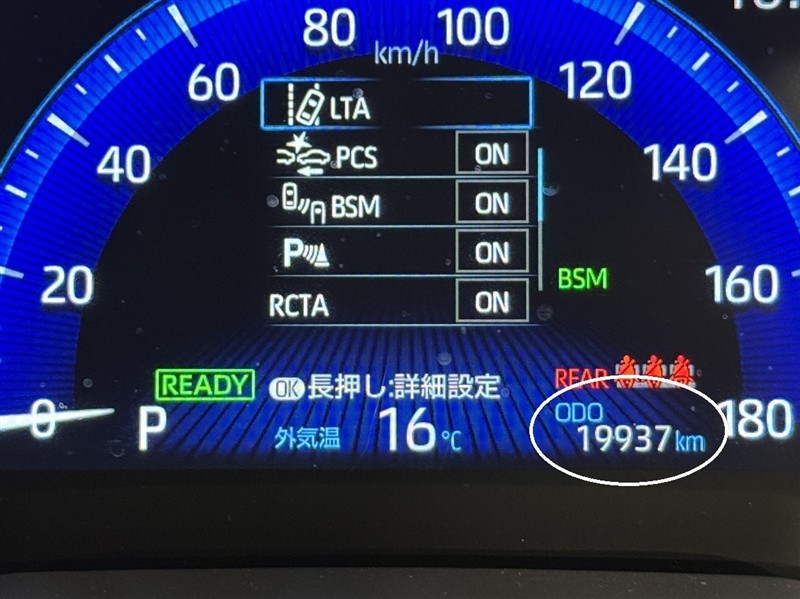 80 100
km/h
60 120
LTA
40 PCS ON 140
BSM ON
P ON
20 BSM 160
RCTA ON
READY OK 長押し:詳細設定 REAR
0 P 外気温 16℃ ODO 180
19937km